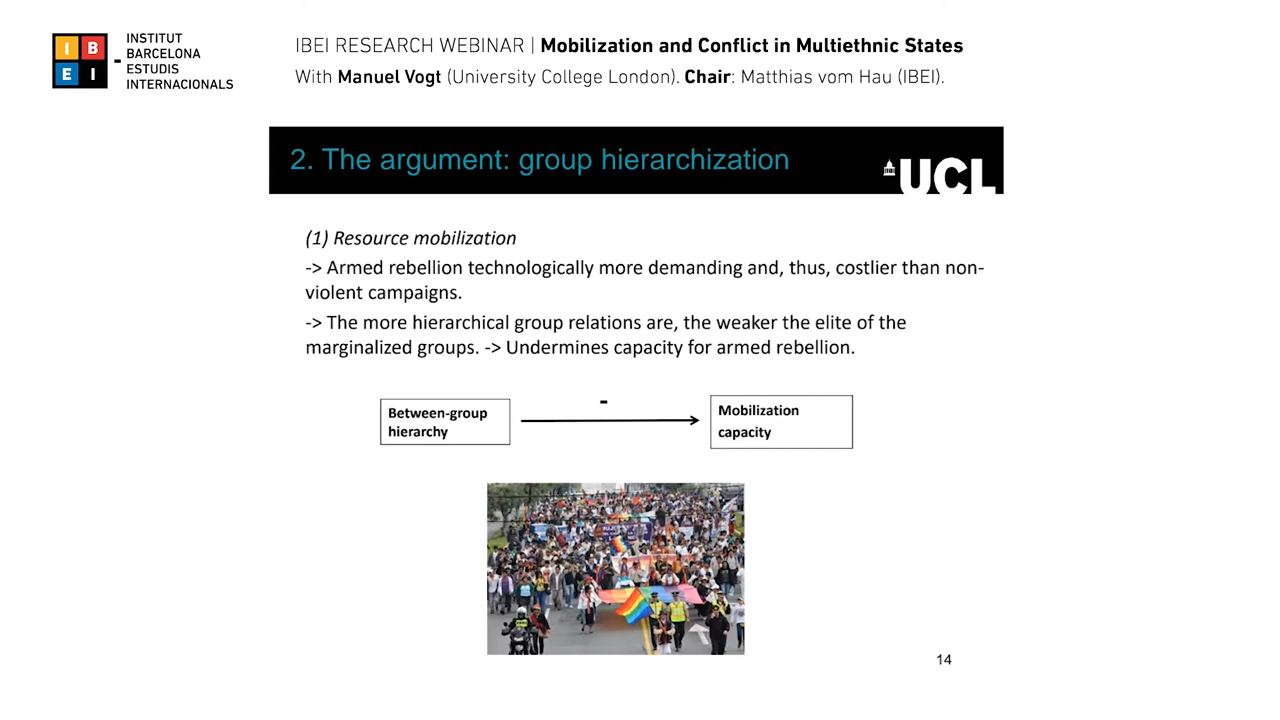 I B
E I
-
INSTITUT
BARCELONA
ESTUDIS
INTERNACIONALS
IBEI RESEARCH WEBINAR | Mobilization and Conflict in Multiethnic States
With Manuel Vogt (University College London). Chair: Matthias vom Hau (IBEI).
2. The argument: group hierarchization
UCL
(1) Resource mobilization
-> Armed rebellion technologically more demanding and, thus, costlier than non-
violent campaigns.
-> The more hierarchical group relations are, the weaker the elite of the
marginalized groups. -> Undermines capacity for armed rebellion.
Between-group
hierarchy
-
Mobilization
capacity
14